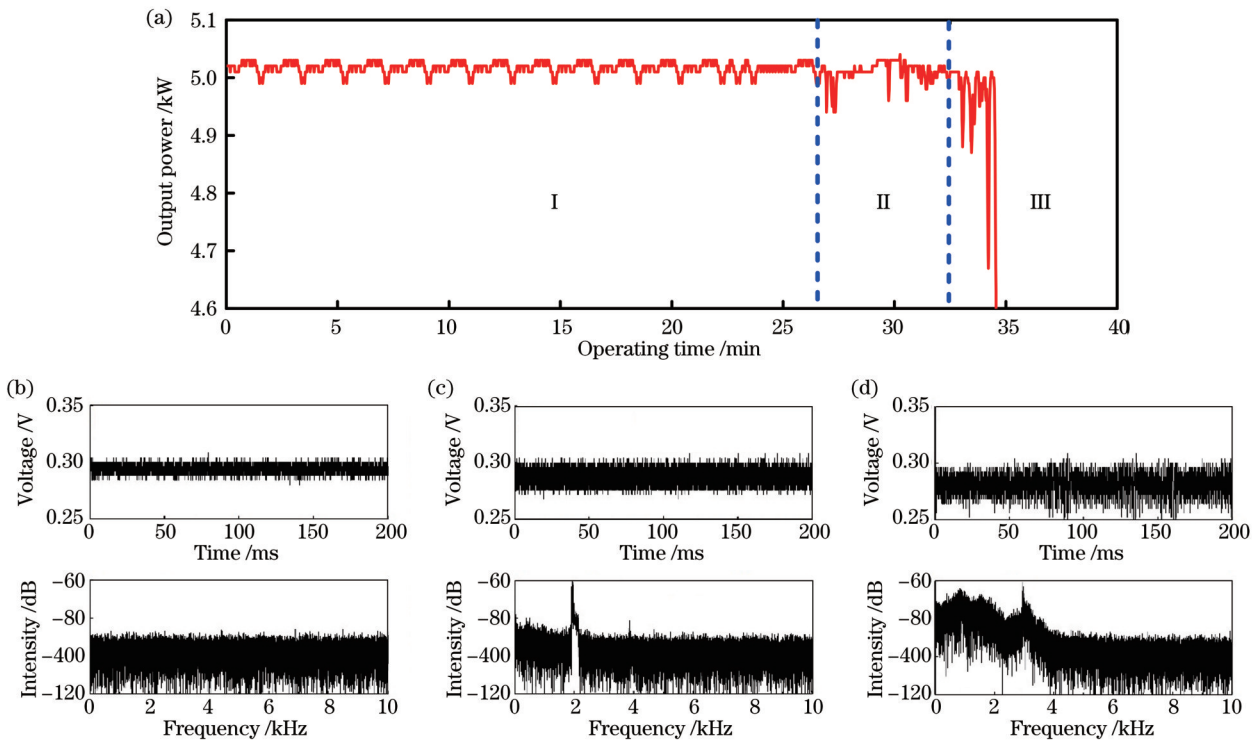 (a)
Output power /kW
5.1
5.0
4.9
4.8
4.7
4.6
I
II
III
0 5 10 15 20 25 30 35 40
Operating time /min
(b)
Voltage /V
0.35
0.30
0.25
0 50 100 150 200
Time /ms
Intensity /dB
−60
−80
−400
−120
0 2 4 6 8 10
Frequency /kHz
(c)
Voltage /V
0.35
0.30
0.25
0 50 100 150 200
Time /ms
Intensity /dB
−60
−80
−400
−120
0 2 4 6 8 10
Frequency /kHz
(d)
Voltage /V
0.35
0.30
0.25
0 50 100 150 200
Time /ms
Intensity /dB
−60
−80
−400
−120
0 2 4 6 8 10
Frequency /kHz